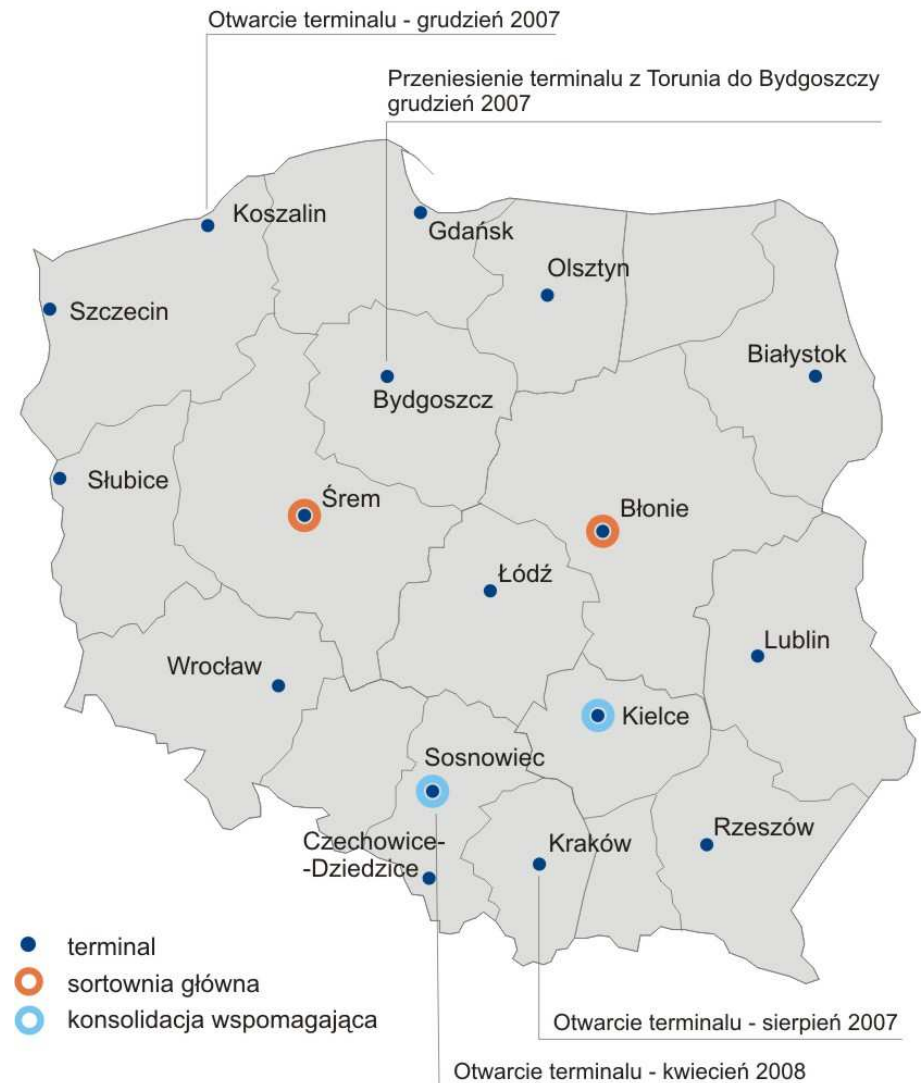 Otwarcie terminalu - grudzień 2007
Przeniesienie terminalu z Torunia do Bydgoszczy
grudzień 2007
Koszalin
Gdańsk
Olsztyn
Szczecin
Białystok
Bydgoszcz
Słubice
Śrem
Błonie
Łódź
Lublin
Wrocław
Kielce
Sosnowiec
Rzeszów
Czechowice-
-Dziedzice
Kraków
terminal
sortownia główna
konsolidacja wspomagająca
Otwarcie terminalu - sierpień 2007
Otwarcie terminalu - kwiecień 2008